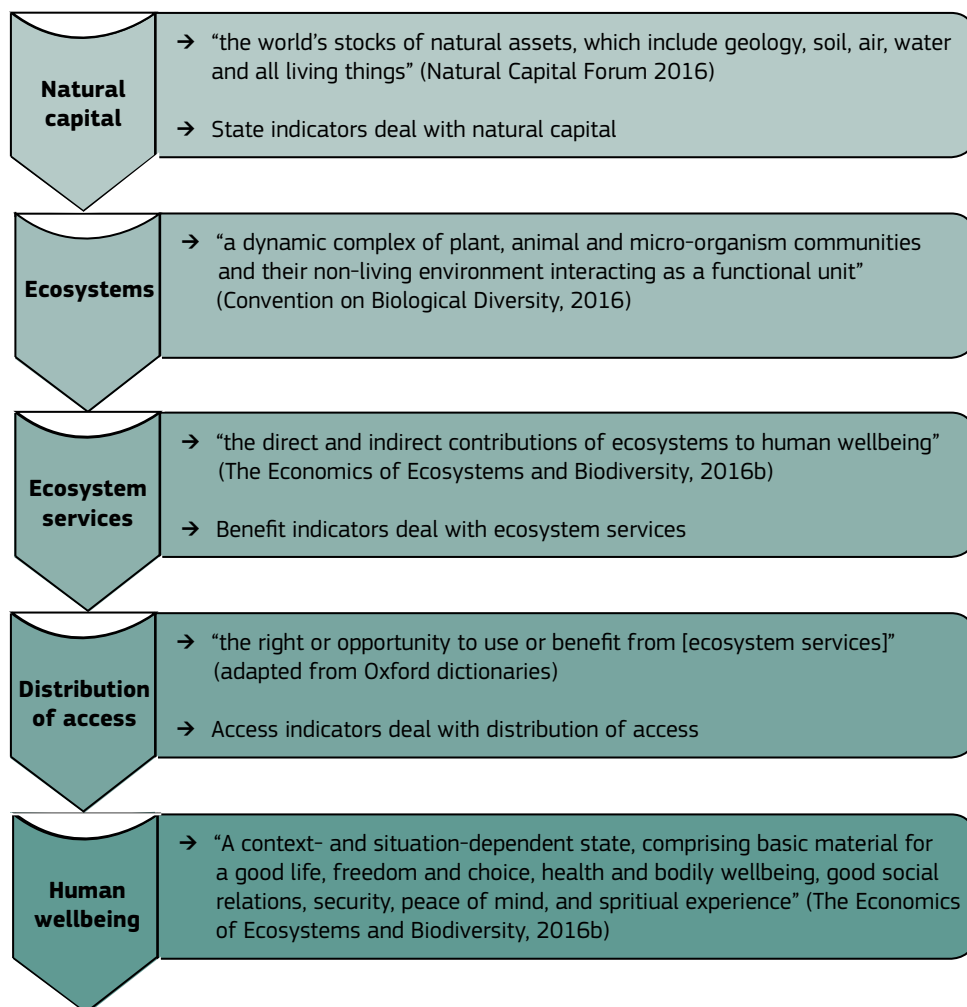 Natural
capital
→ “the world’s stocks of natural assets, which include geology, soil, air, water
and all living things” (Natural Capital Forum 2016)
→ State indicators deal with natural capital
Ecosystems
→ “a dynamic complex of plant, animal and micro-organism communities
and their non-living environment interacting as a functional unit”
(Convention on Biological Diversity, 2016)
Ecosystem
services
→ “the direct and indirect contributions of ecosystems to human wellbeing”
(The Economics of Ecosystems and Biodiversity, 2016b)
→ Benefit indicators deal with ecosystem services
Distribution
of access
→ “the right or opportunity to use or benefit from [ecosystem services]”
(adapted from Oxford dictionaries)
→ Access indicators deal with distribution of access
Human
wellbeing
→ “A context- and situation-dependent state, comprising basic material for
a good life, freedom and choice, health and bodily wellbeing, good social
relations, security, peace of mind, and spritiual experience” (The Economics
of Ecosystems and Biodiversity, 2016b)